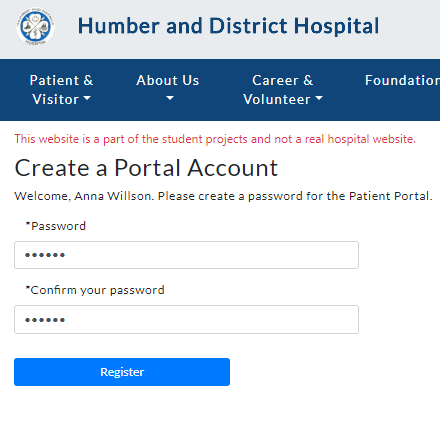 Humber and District Hospital
Patient & Visitor
About Us
Career & Volunteer
Foundation
This website is a part of the student projects and not a real hospital website.
Create a Portal Account
Welcome, Anna Willson. Please create a password for the Patient Portal.
*Password
••••••
*Confirm your password
••••••
Register